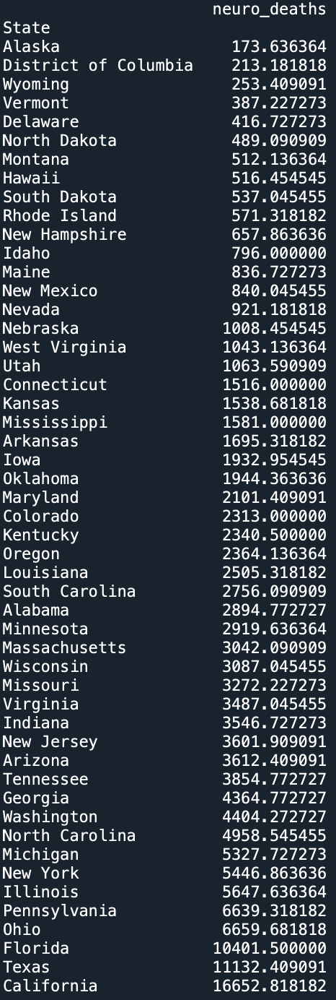 neuro_deaths
State
Alaska 173.636364
District of Columbia 213.181818
Wyoming 253.409091
Vermont 387.227273
Delaware 416.727273
North Dakota 489.090909
Montana 512.136364
Hawaii 516.454545
South Dakota 537.045455
Rhode Island 571.318182
New Hampshire 657.863636
Idaho 796.000000
Maine 836.727273
New Mexico 840.045455
Nevada 921.181818
Nebraska 1008.454545
West Virginia 1043.136364
Utah 1063.590909
Connecticut 1516.000000
Kansas 1538.681818
Mississippi 1581.000000
Arkansas 1695.318182
Iowa 1932.954545
Oklahoma 1944.363636
Maryland 2101.409091
Colorado 2313.000000
Kentucky 2340.500000
Oregon 2364.136364
Louisiana 2505.318182
South Carolina 2756.090909
Alabama 2894.772727
Minnesota 2919.636364
Massachusetts 3042.090909
Wisconsin 3087.045455
Missouri 3272.227273
Virginia 3487.045455
Indiana 3546.727273
New Jersey 3601.909091
Arizona 3612.409091
Tennessee 3854.772727
Georgia 4364.772727
Washington 4404.272727
North Carolina 4958.545455
Michigan 5327.727273
New York 5446.863636
Illinois 5647.636364
Pennsylvania 6639.318182
Ohio 6659.681818
Florida 10401.500000
Texas 11132.409091
California 16652.818182